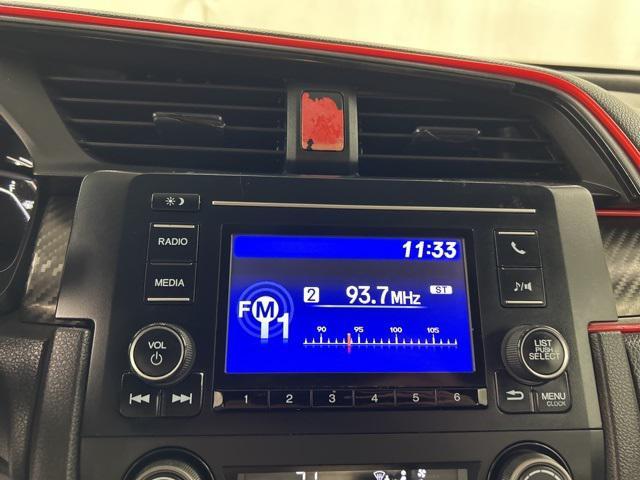 RADIO
MEDIA
VOL
11:33
2 93.7MHz ST
FM1
90 95 100 105
1 2 3 4 5 6
LIST
PUSH
SELECT
MENU
CLOCK